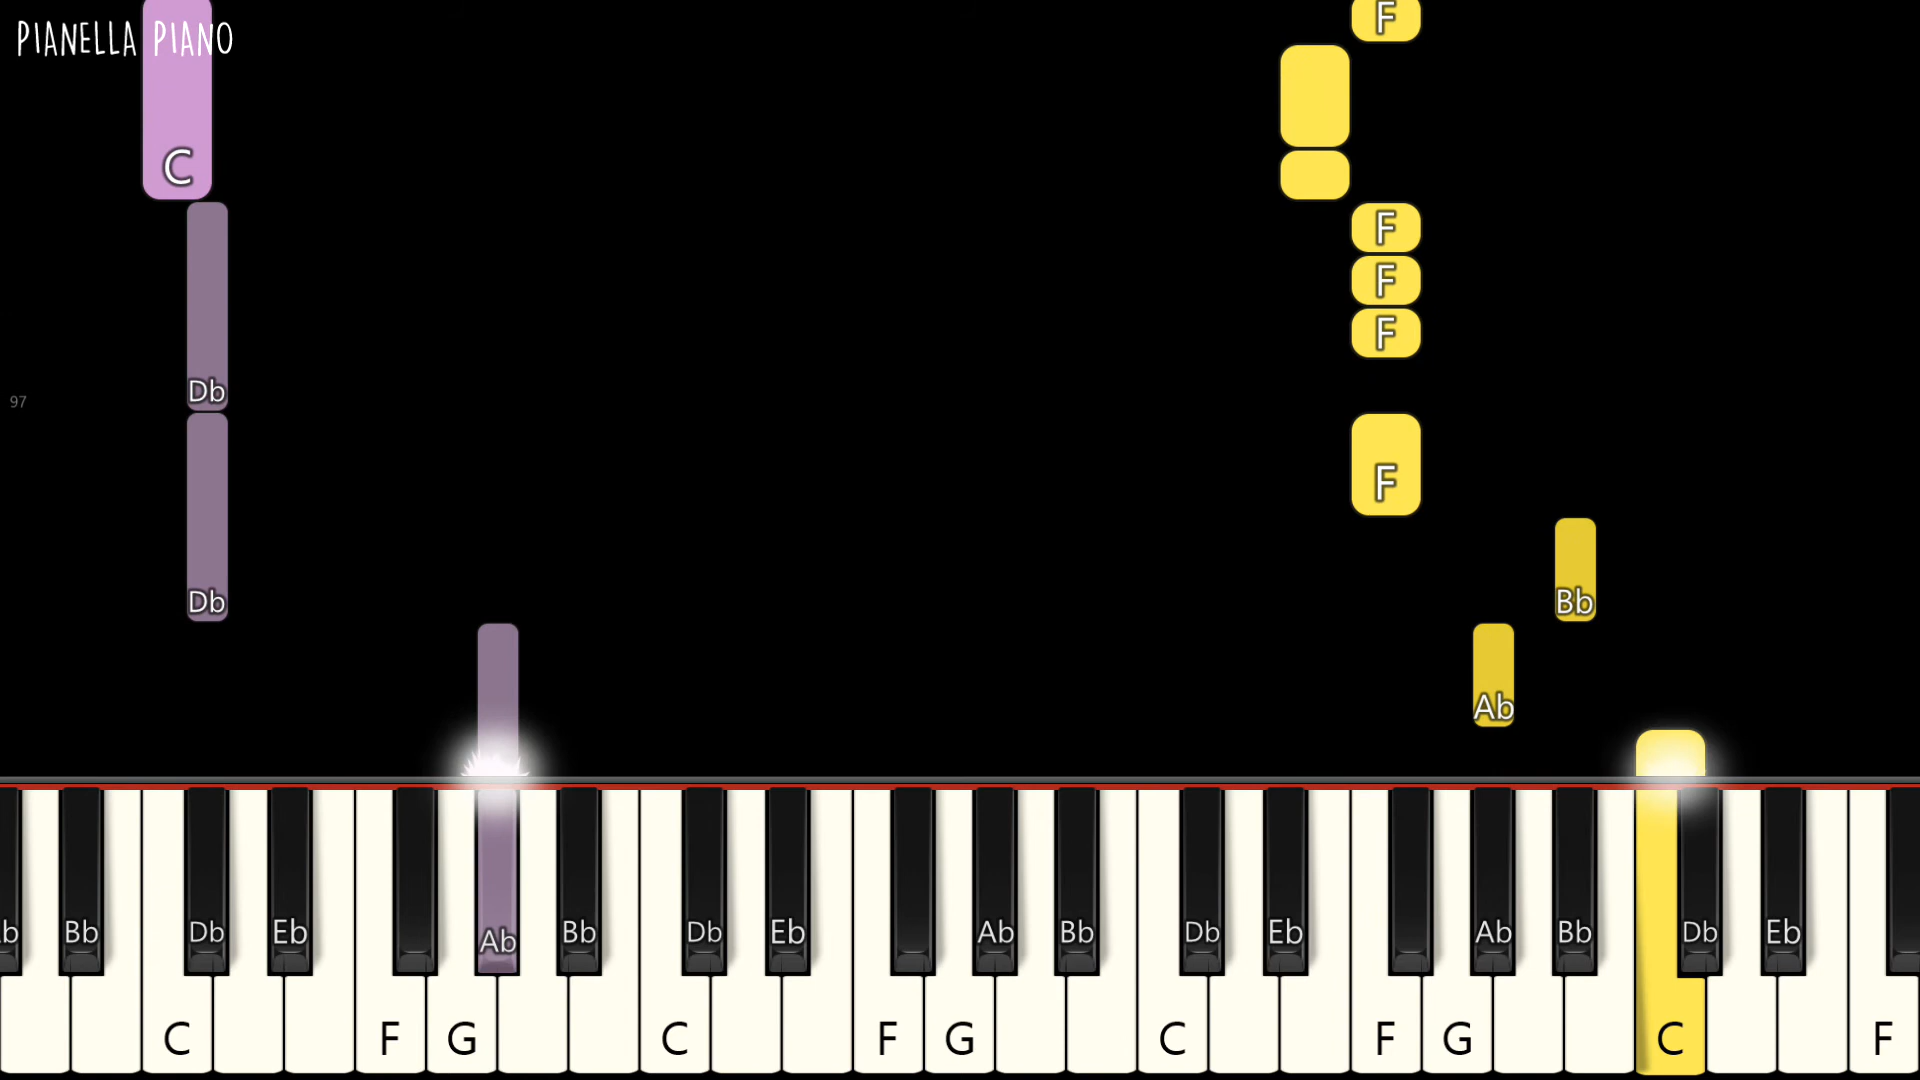 PIANELLA PIANO
F
C
F
F
F
Db
97
F
Db
Bb
Ab
b Bb Db Eb Ab Bb Db Eb Ab Bb Db Eb Ab Bb Db Eb
C F G C F G C F G C F